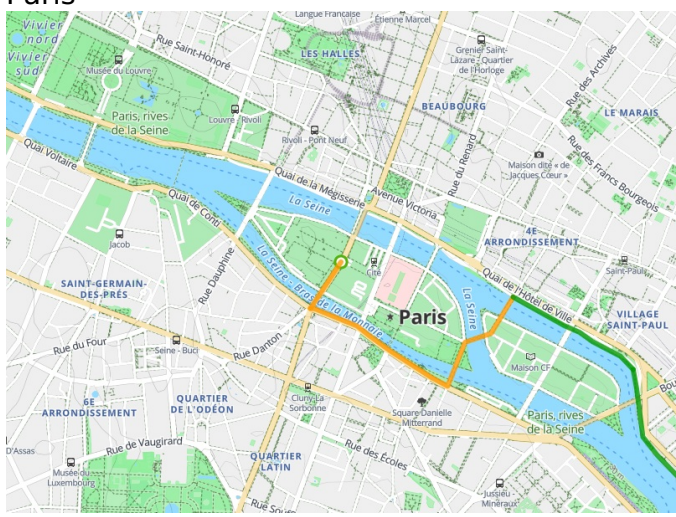 Paris
Langue Française
Étienne Marcel
Vivier
nord
Vivier
sud
Rue Saint-Honoré
Musée du Louvre
LES HALLES
Grenier Saint-
Lazare - Quartier
de l'Horloge
Rue des Archives
BEAUBOURG
LE MARAIS
Paris, rives
de la Seine
Louvre - Rivoli
Rivoli - Pont Neuf
Rue du Renard
Rue des Francs Bourgeois
Maison dite « de
Jacques Cœur »
Quai Voltaire
Quai de la Mégisserie
Avenue Victoria
Quai de Conti
La Seine
4E
ARRONDISSEMENT
Jacob
Rue Dauphine
La Seine - Bras de la Monnaie
Cité
La Seine
Quai de l'Hôtel de Ville
Saint-Paul
SAINT-GERMAIN-
DES-PRÉS
Paris
VILLAGE
SAINT-PAUL
Rue du Four
Seine - Buci
Rue Danton
Maison CF
Bou
6E
ARRONDISSEMENT
QUARTIER
DE L'ODÉON
Cluny-La
Sorbonne
Square Danielle
Mitterrand
Paris, rives
de la Seine
D'Assas
Rue de Vaugirard
Musée du
Luxembourg
QUARTIER
LATIN
Rue des Écoles
Jussieu
Minéraux
Rue Sou